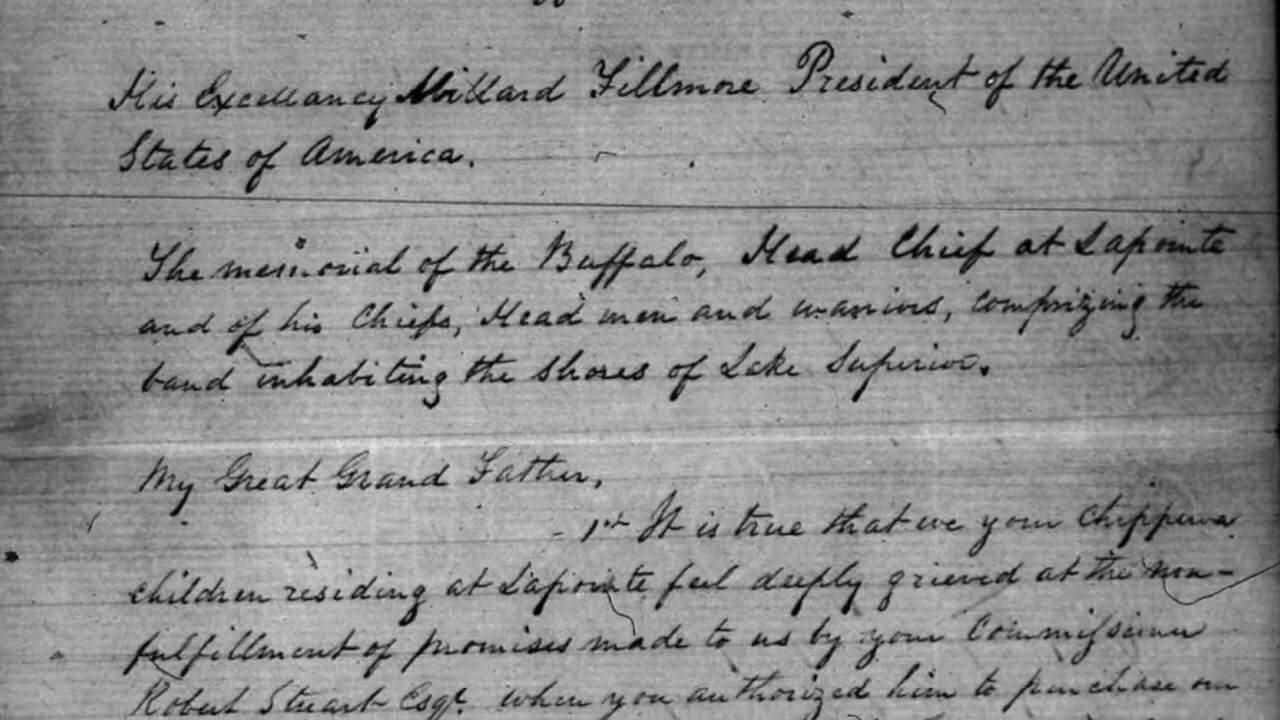 His Excellancy Millard Fillmore President of the United
States of America.
The memorial of the Buffalo, Head Chief at Lapointe
and of his Chiefs, Head men and warriors, comprizing the
band inhabiting the shores of Lake Superior.
My Great Grand Father,
- 1st It is true that we your Chippewa
children residing at Lapointe feel deeply grieved at the non-
fulfillment of promises made to us by your Commissioner
Robert Stuart Esqr. when you authorized him to purchase our